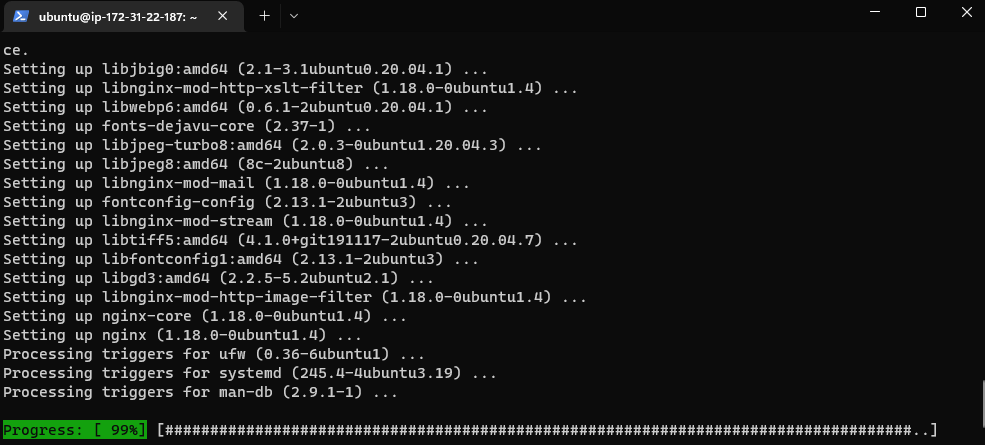 ubuntu@ip-172-31-22-187: ~
ce.
Setting up libjbig0:amd64 (2.1-3.1ubuntu0.20.04.1) ...
Setting up libnginx-mod-http-xslt-filter (1.18.0-0ubuntu1.4) ...
Setting up libwebp6:amd64 (0.6.1-2ubuntu0.20.04.1) ...
Setting up fonts-dejavu-core (2.37-1) ...
Setting up libjpeg-turbo8:amd64 (2.0.3-0ubuntu1.20.04.3) ...
Setting up libjpeg8:amd64 (8c-2ubuntu8) ...
Setting up libnginx-mod-mail (1.18.0-0ubuntu1.4) ...
Setting up fontconfig-config (2.13.1-2ubuntu3) ...
Setting up libnginx-mod-stream (1.18.0-0ubuntu1.4) ...
Setting up libtiff5:amd64 (4.1.0+git191117-2ubuntu0.20.04.7) ...
Setting up libfontconfig1:amd64 (2.13.1-2ubuntu3) ...
Setting up libgd3:amd64 (2.2.5-5.2ubuntu2.1) ...
Setting up libnginx-mod-http-image-filter (1.18.0-0ubuntu1.4) ...
Setting up nginx-core (1.18.0-0ubuntu1.4) ...
Setting up nginx (1.18.0-0ubuntu1.4) ...
Processing triggers for ufw (0.36-6ubuntu1) ...
Processing triggers for systemd (245.4-4ubuntu3.19) ...
Processing triggers for man-db (2.9.1-1) ...
Progress: [ 99%] [###################################################################################..]